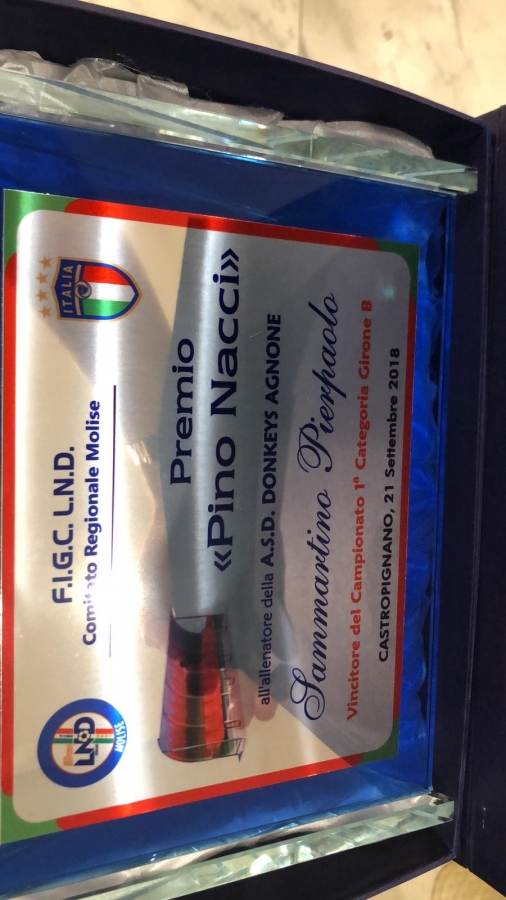 F.I.G.C. L.N.D.
Comitato Regionale Molise
ITALIA
LND
MOLISE
Premio
«Pino Nacci»
all'allenatore della A.S.D. DONKEYS AGNONE
Sammartino Pierpaolo
Vincitore del Campionato 1ª Categoria Girone B
CASTROPIGNANO, 21 Settembre 2018